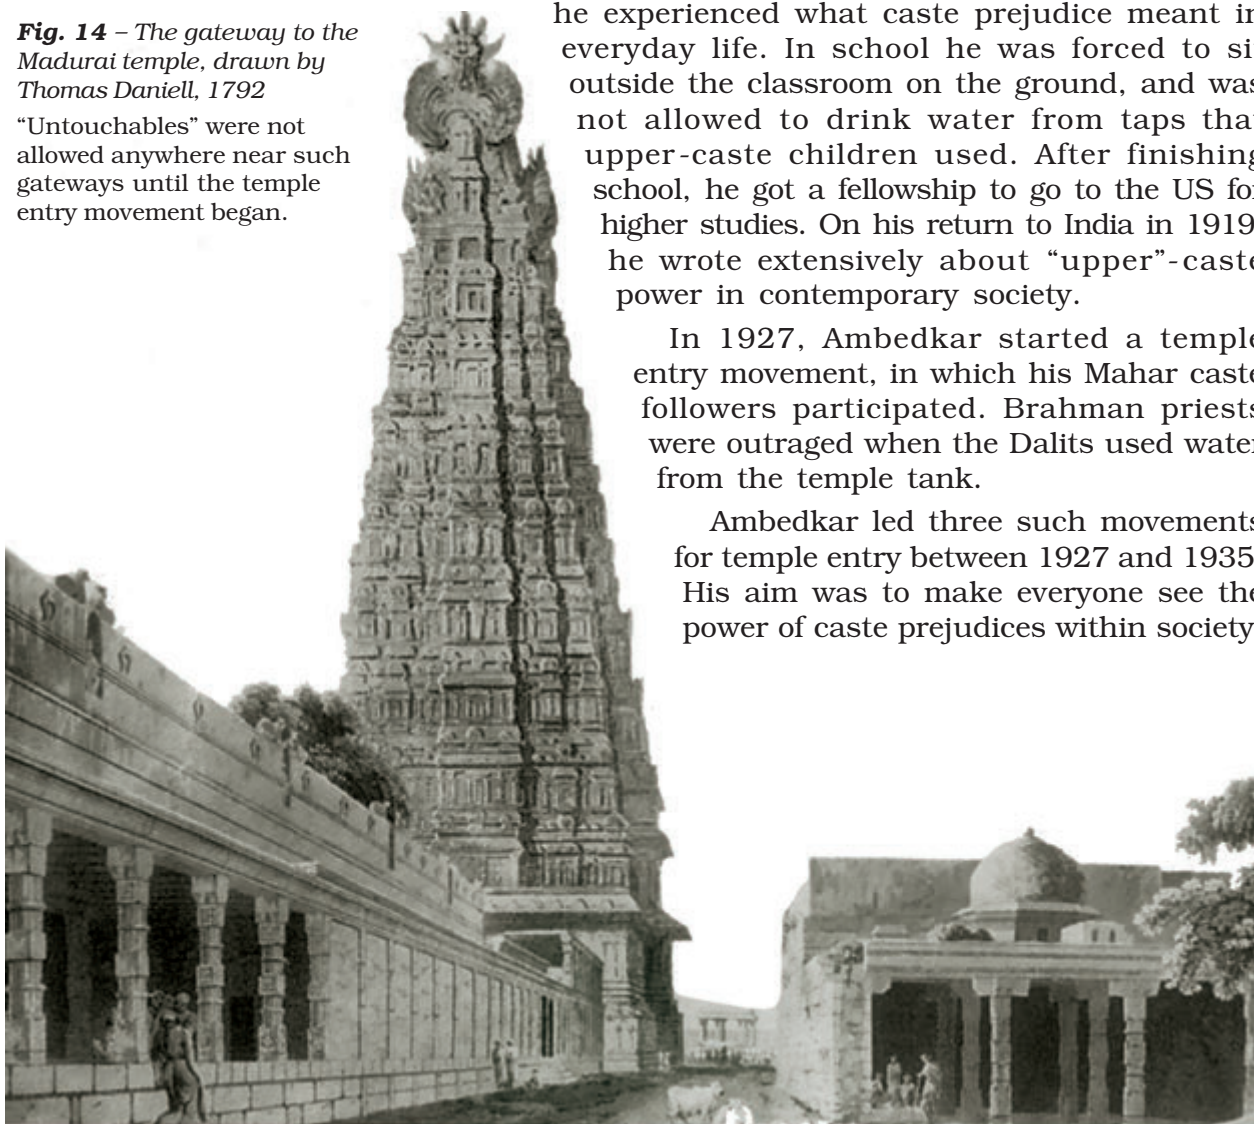 Fig. 14 – The gateway to the
Madurai temple, drawn by
Thomas Daniell, 1792
“Untouchables” were not
allowed anywhere near such
gateways until the temple
entry movement began.
he experienced what caste prejudice meant in
everyday life. In school he was forced to si
outside the classroom on the ground, and was
not allowed to drink water from taps tha
upper-caste children used. After finishing
school, he got a fellowship to go to the US fo
higher studies. On his return to India in 1919
he wrote extensively about “upper”-caste
power in contemporary society.
In 1927, Ambedkar started a temple
entry movement, in which his Mahar caste
followers participated. Brahman priests
were outraged when the Dalits used water
from the temple tank.
Ambedkar led three such movements
for temple entry between 1927 and 1935
His aim was to make everyone see the
power of caste prejudices within society